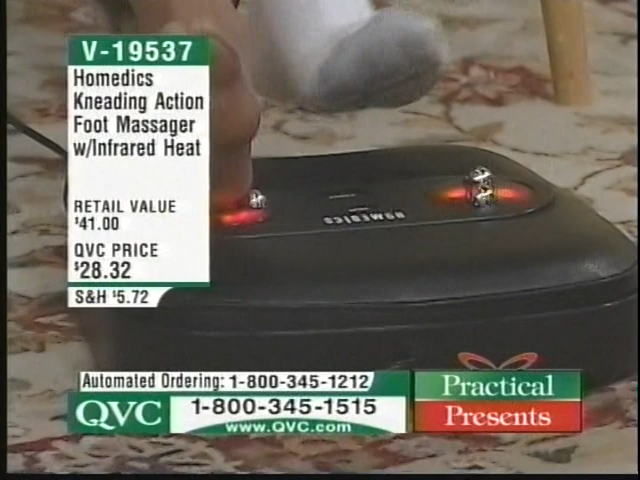 V-19537
Homedics
Kneading Action
Foot Massager
w/Infrared Heat
RETAIL VALUE
$41.00
QVC PRICE
$28.32
S&H $5.72
HOMEDICS
Automated Ordering: 1-800-345-1212
QVC
1-800-345-1515
www.QVC.com
Practical
Presents